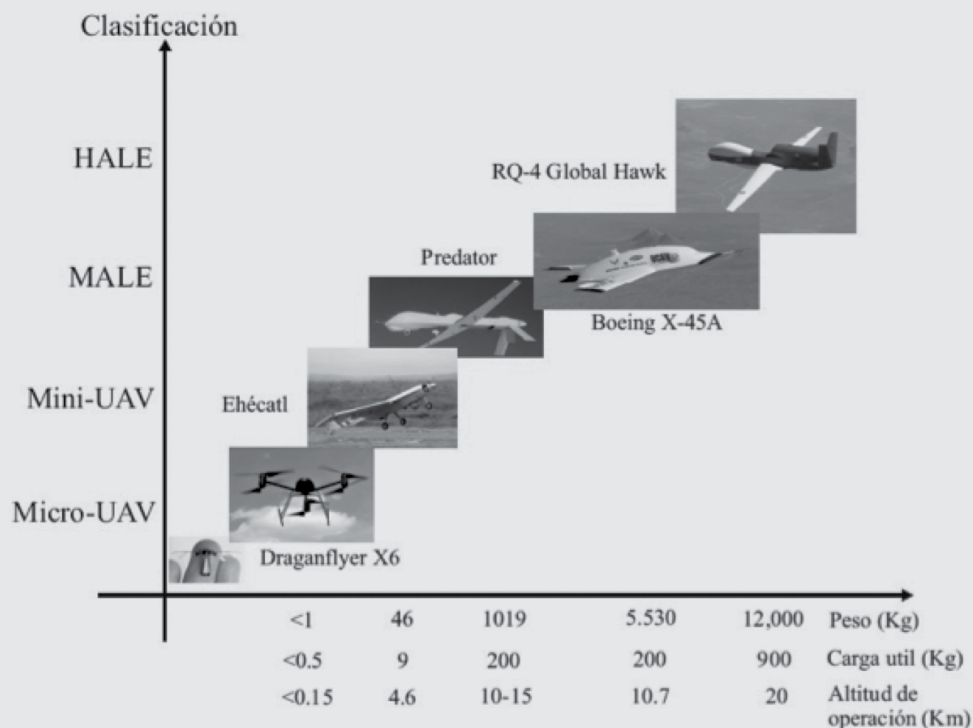 Clasificación
HALE
RQ-4 Global Hawk
MALE
Predator
Boeing X-45A
Mini-UAV
Ehécatl
Micro-UAV
Draganflyer X6
<1 46 1019 5.530 12,000 Peso (Kg)
<0.5 9 200 200 900 Carga util (Kg)
<0.15 4.6 10-15 10.7 20 Altitud de
operación (Km)